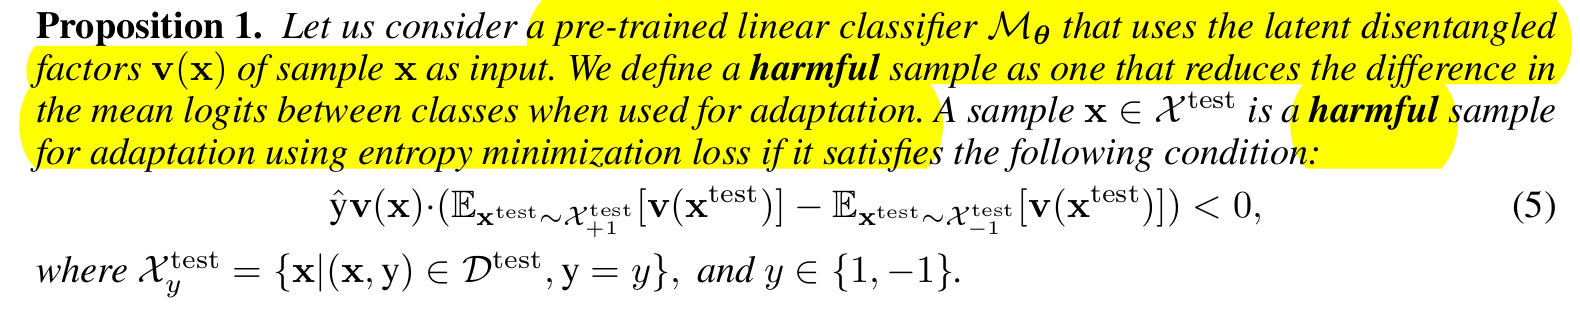 Proposition 1. Let us consider a pre-trained linear classifier $\mathcal{M}_{\boldsymbol{\theta}}$ that uses the latent disentangled
factors $\mathbf{v}(\mathbf{x})$ of sample $\mathbf{x}$ as input. We define a harmful sample as one that reduces the difference in
the mean logits between classes when used for adaptation. A sample $\mathbf{x} \in \mathcal{X}^{\text{test}}$ is a harmful sample
for adaptation using entropy minimization loss if it satisfies the following condition:
$\hat{\mathrm{y}}\mathbf{v}(\mathbf{x}) \cdot (\mathbb{E}_{\mathbf{x}^{\text{test}} \sim \mathcal{X}_{+1}^{\text{test}}}[\mathbf{v}(\mathbf{x}^{\text{test}})] - \mathbb{E}_{\mathbf{x}^{\text{test}} \sim \mathcal{X}_{-1}^{\text{test}}}[\mathbf{v}(\mathbf{x}^{\text{test}})]) < 0,$ (5)
where $\mathcal{X}_{y}^{\text{test}} = \{\mathbf{x}|(\mathbf{x}, \mathrm{y}) \in \mathcal{D}^{\text{test}}, \mathrm{y} = y\},$ and $y \in \{1, -1\}.$